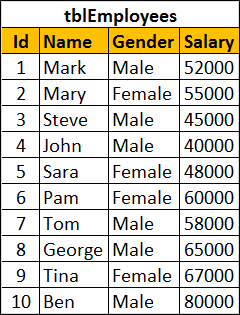 tblEmployees
Id Name Gender Salary
1 Mark Male 52000
2 Mary Female 55000
3 Steve Male 45000
4 John Male 40000
5 Sara Female 48000
6 Pam Female 60000
7 Tom Male 58000
8 George Male 65000
9 Tina Female 67000
10 Ben Male 80000